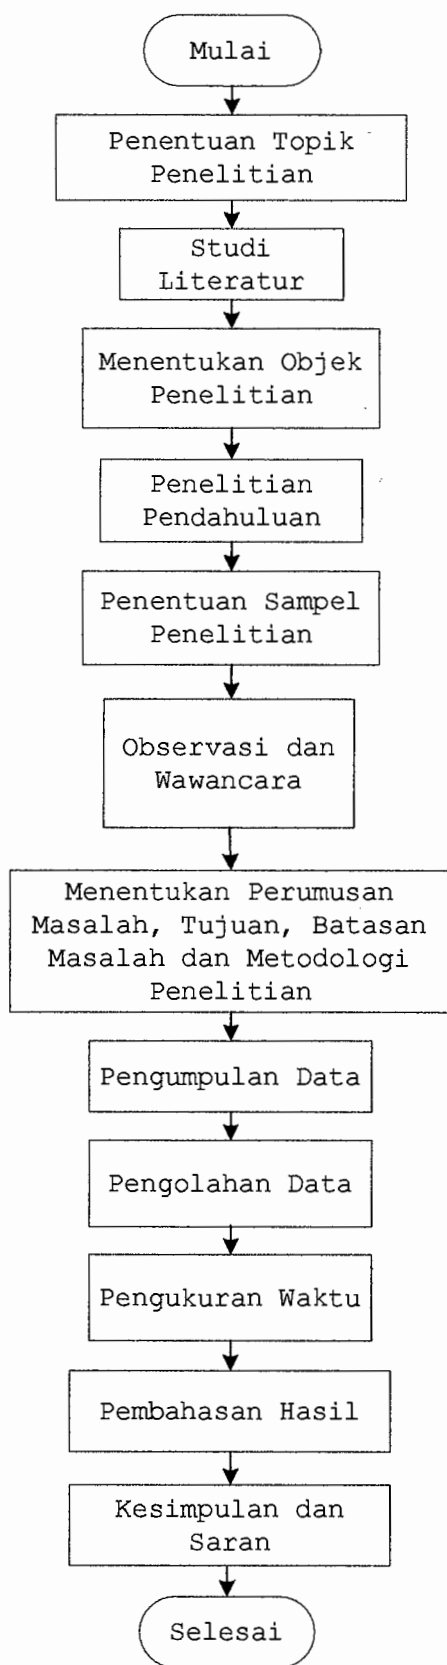 Mulai
Penentuan Topik
Penelitian
Studi
Literatur
Menentukan Objek
Penelitian
Penelitian
Pendahuluan
Penentuan Sampel
Penelitian
Observasi dan
Wawancara
Menentukan Perumusan
Masalah, Tujuan, Batasan
Masalah dan Metodologi
Penelitian
Pengumpulan Data
Pengolahan Data
Pengukuran Waktu
Pembahasan Hasil
Kesimpulan dan
Saran
Selesai